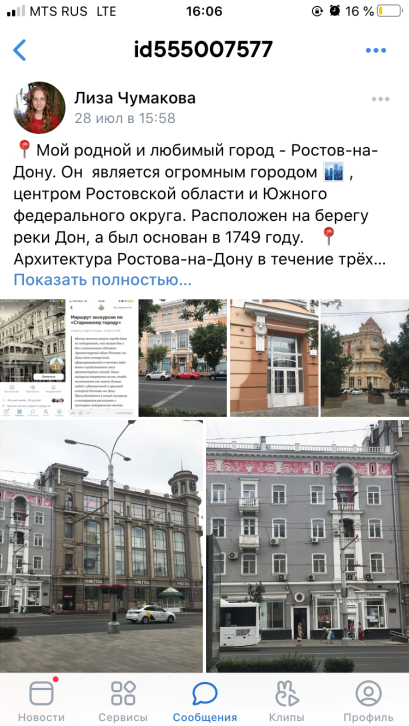 MTS RUS LTE 16:06 16 %
id555007577
Лиза Чумакова
28 июл в 15:58
📍Мой родной и любимый город - Ростов-на-
Дону. Он является огромным городом 🏙 ,
центром Ростовской области и Южного
федерального округа. Расположен на берегу
реки Дон, а был основан в 1749 году. 📍
Архитектура Ростова-на-Дону в течение трёх...
Показать полностью...
Маршрут экскурсии по
«Старинному городу»
Новости Сервисы Сообщения Клипы Профиль